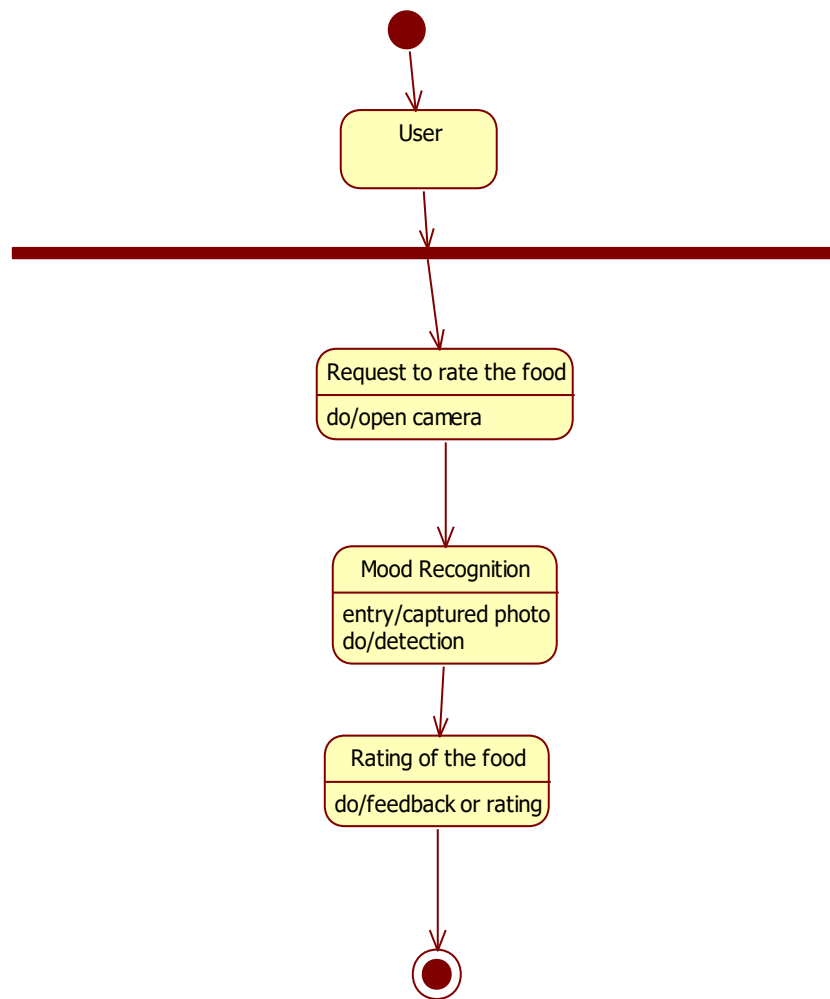 User
Request to rate the food
do/open camera
Mood Recognition
entry/captured photo
do/detection
Rating of the food
do/feedback or rating